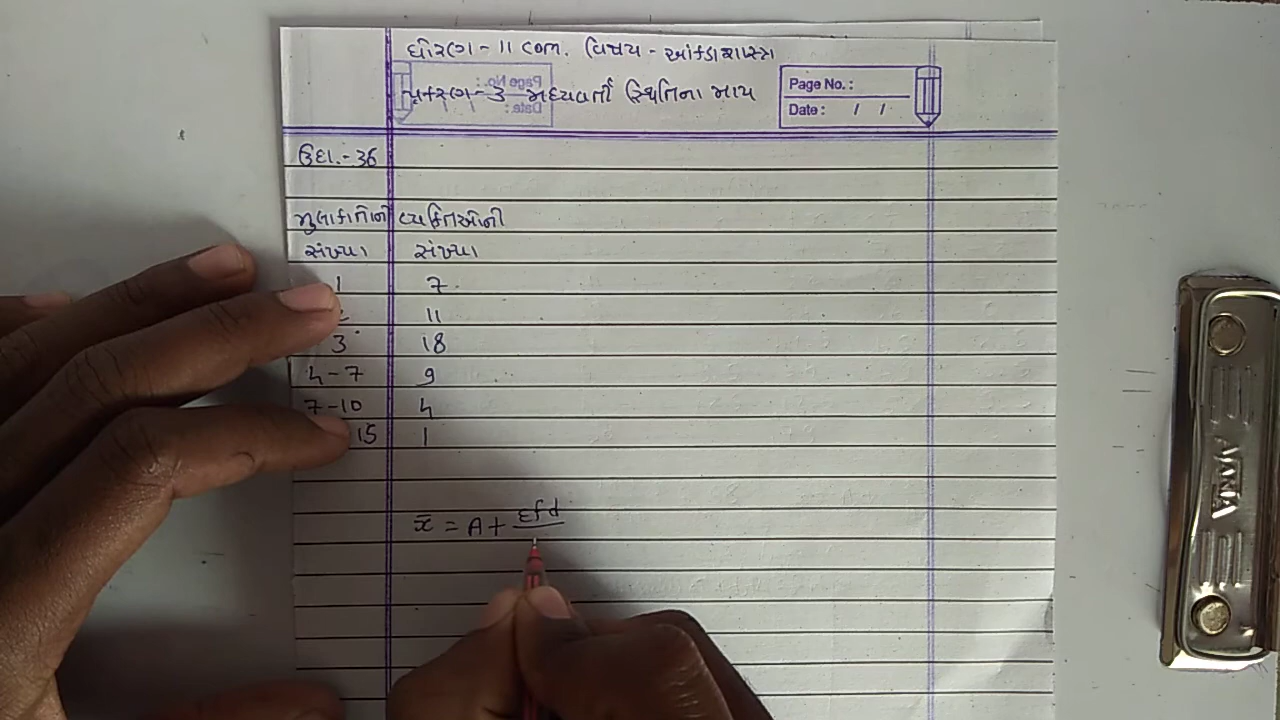 ધોરણ - 11 com. વિષય - આંકડાશાસ્ત્ર
પ્રકરણ - 3 મધ્યવર્તી સ્થિતિના માપ
Page No. :
Date : / /
ઉદા. - 36
મુલાકાતોની વ્યક્તિઓની
સંખ્યા સંખ્યા
1 7
11
3 18
4 - 7 9
7 - 10 4
15 1
x̄ = A + Σfd
AJANTA